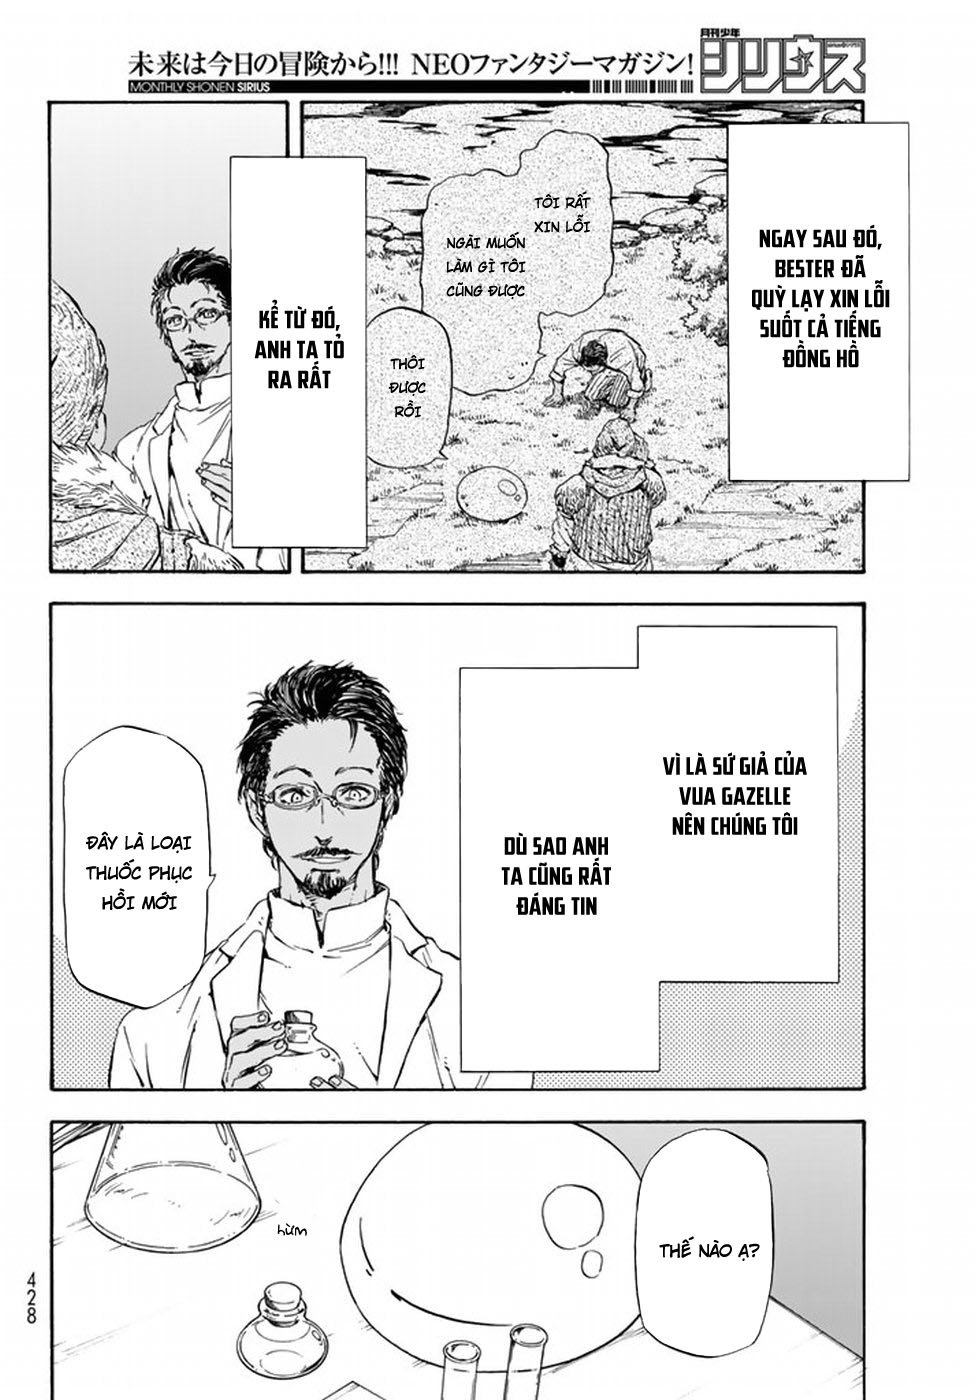 未来は今日の冒険から!!! NEOファンタジーマガジン!
月刊少年
シリウス
MONTHLY SHONEN SIRIUS
NGAY SAU ĐÓ,
BESTER ĐÃ
QUỲ LẠY XIN LỖI
SUỐT CẢ TIẾNG
ĐỒNG HỒ
TÔI RẤT
XIN LỖI
NGÀI MUỐN
LÀM GÌ TÔI
CŨNG ĐƯỢC
THÔI
ĐƯỢC
RỒI
KỂ TỪ ĐÓ,
ANH TA TỎ
RA RẤT
VÌ LÀ SỨ GIẢ CỦA
VUA GAZELLE
NÊN CHÚNG TÔI
DÙ SAO ANH
TA CŨNG RẤT
ĐÁNG TIN
ĐÂY LÀ LOẠI
THUỐC PHỤC
HỒI MỚI
THẾ NÀO Ạ?
hừm
428